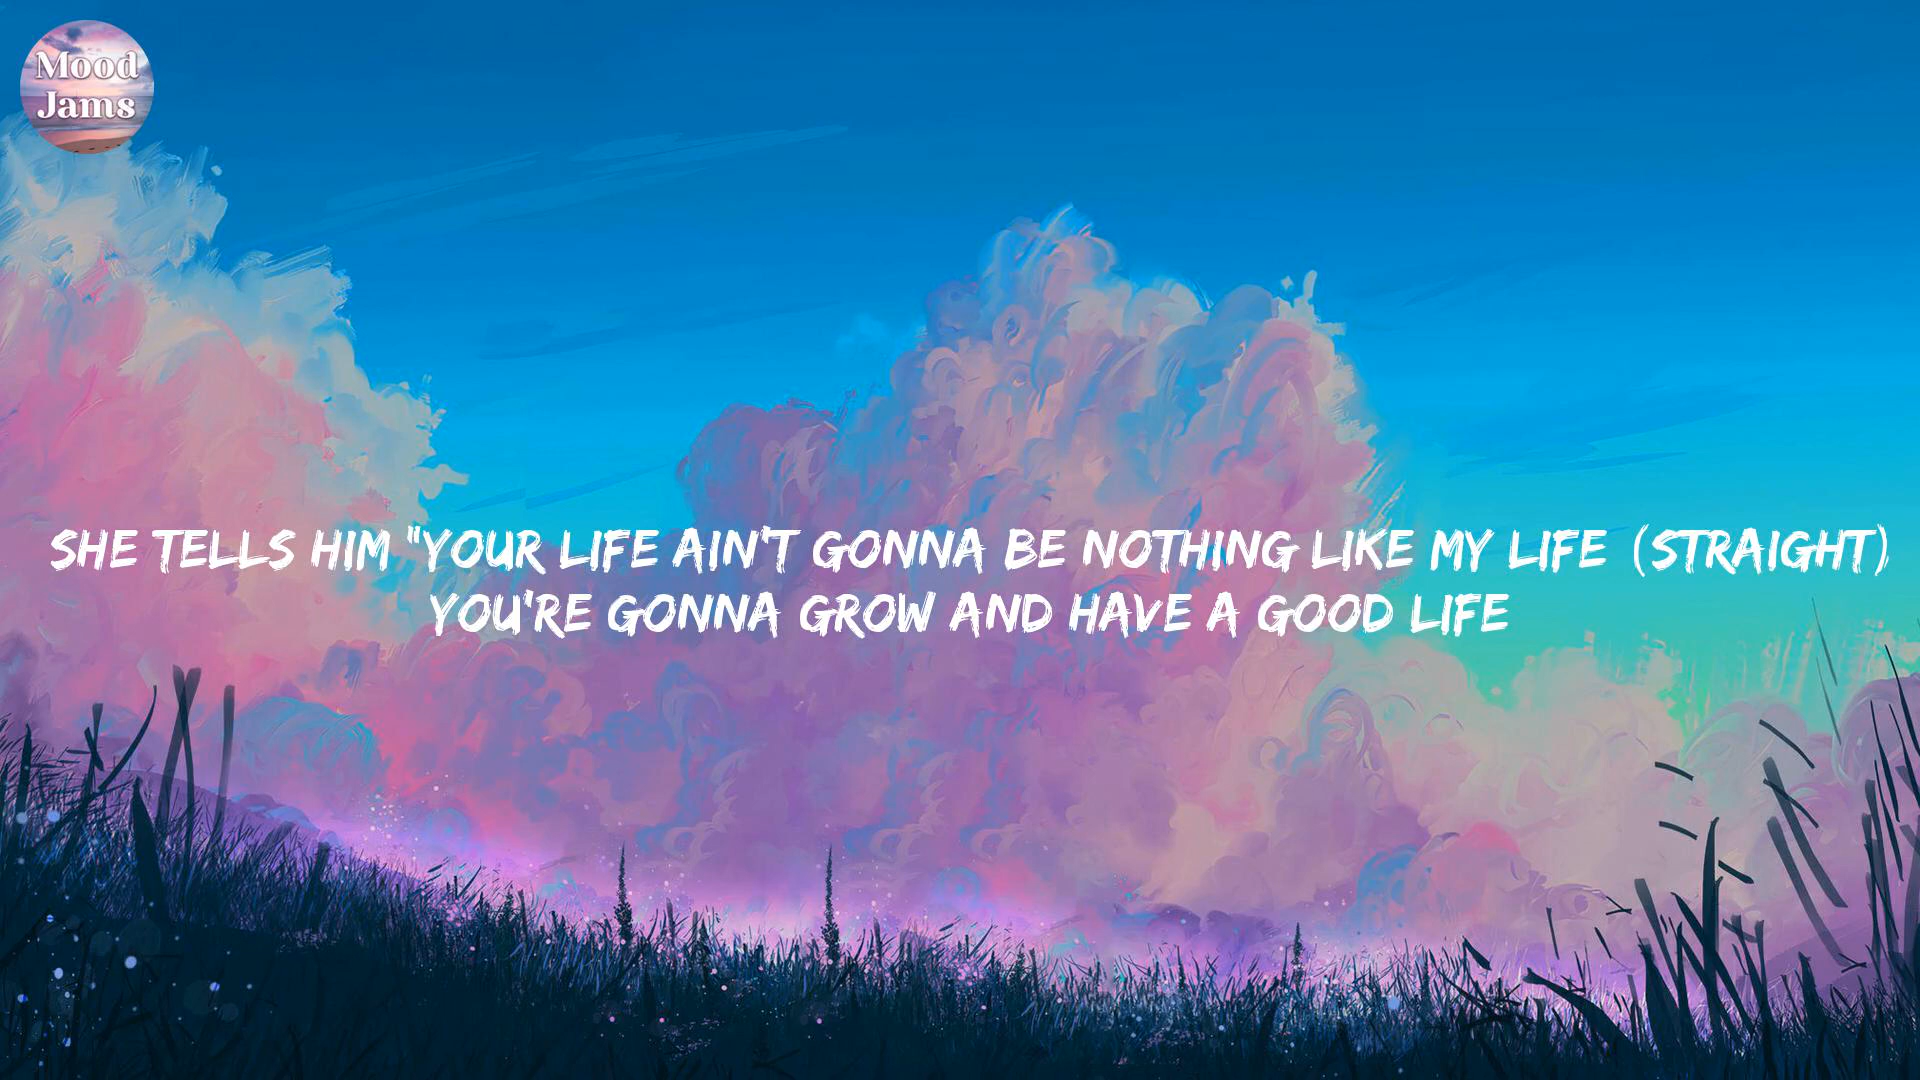 Mood
Jams
SHE TELLS HIM "YOUR LIFE AIN'T GONNA BE NOTHING LIKE MY LIFE (STRAIGHT)
YOU'RE GONNA GROW AND HAVE A GOOD LIFE